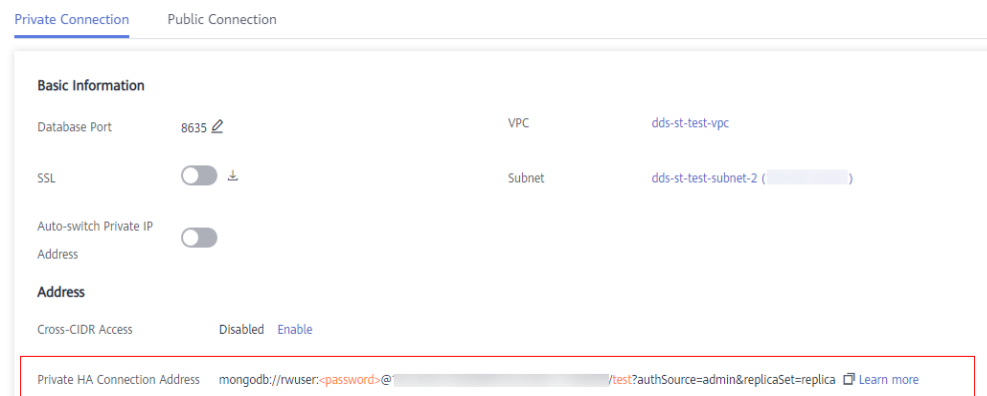 Private Connection Public Connection
Basic Information
Database Port 8635 VPC dds-st-test-vpc
SSL Subnet dds-st-test-subnet-2 ( )
Auto-switch Private IP
Address
Address
Cross-CIDR Access Disabled Enable
Private HA Connection Address mongodb://rwuser:<password>@ /test?authSource=admin&replicaSet=replica Learn more